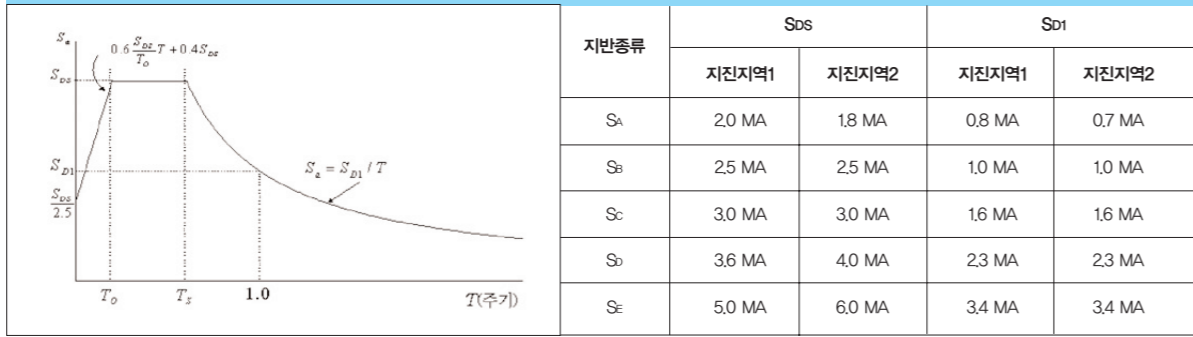 S_a
0.6 S_DS/T_O T + 0.4S_DS
S_DS
S_D1
S_a = S_D1 / T
S_DS/2.5
T_O T_S 1.0 T(주기)
지반종류 SDS SD1
지진지역1 지진지역2 지진지역1 지진지역2
SA 2.0 MA 1.8 MA 0.8 MA 0.7 MA
SB 2.5 MA 2.5 MA 1.0 MA 1.0 MA
SC 3.0 MA 3.0 MA 1.6 MA 1.6 MA
SD 3.6 MA 4.0 MA 2.3 MA 2.3 MA
SE 5.0 MA 6.0 MA 3.4 MA 3.4 MA